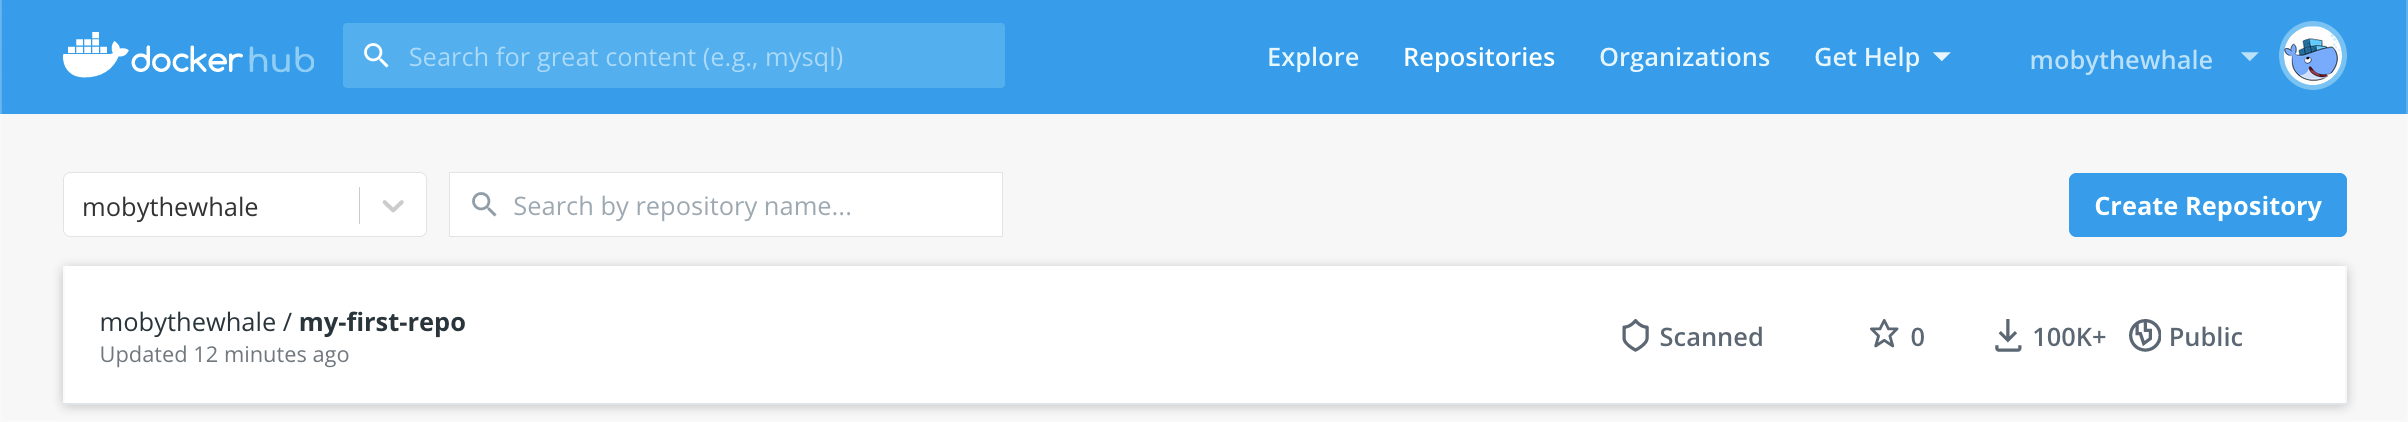 docker hub
Search for great content (e.g., mysql)
Explore
Repositories
Organizations
Get Help
mobythewhale
mobythewhale
Search by repository name...
Create Repository
mobythewhale / my-first-repo
Updated 12 minutes ago
Scanned
0
100K+
Public